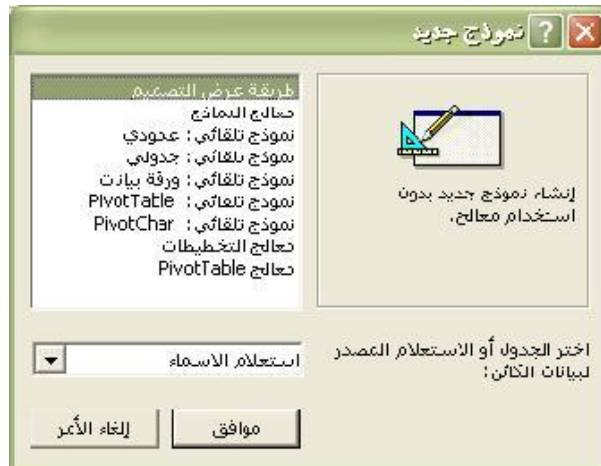 نموذج جديد
إنشاء نموذج جديد بدون
استخدام معالج.
طريقة عرض التصميم
معالج النماذج
نموذج تلقائي: عمودي
نموذج تلقائي: جدولي
نموذج تلقائي: ورقة بيانات
نموذج تلقائي: PivotTable
نموذج تلقائي: PivotChar
معالج التخطيطات
معالج PivotTable
اختر الجدول أو الاستعلام المصدر
لبيانات الكائن:
استعلام الاسماء
موافق
إلغاء الأمر